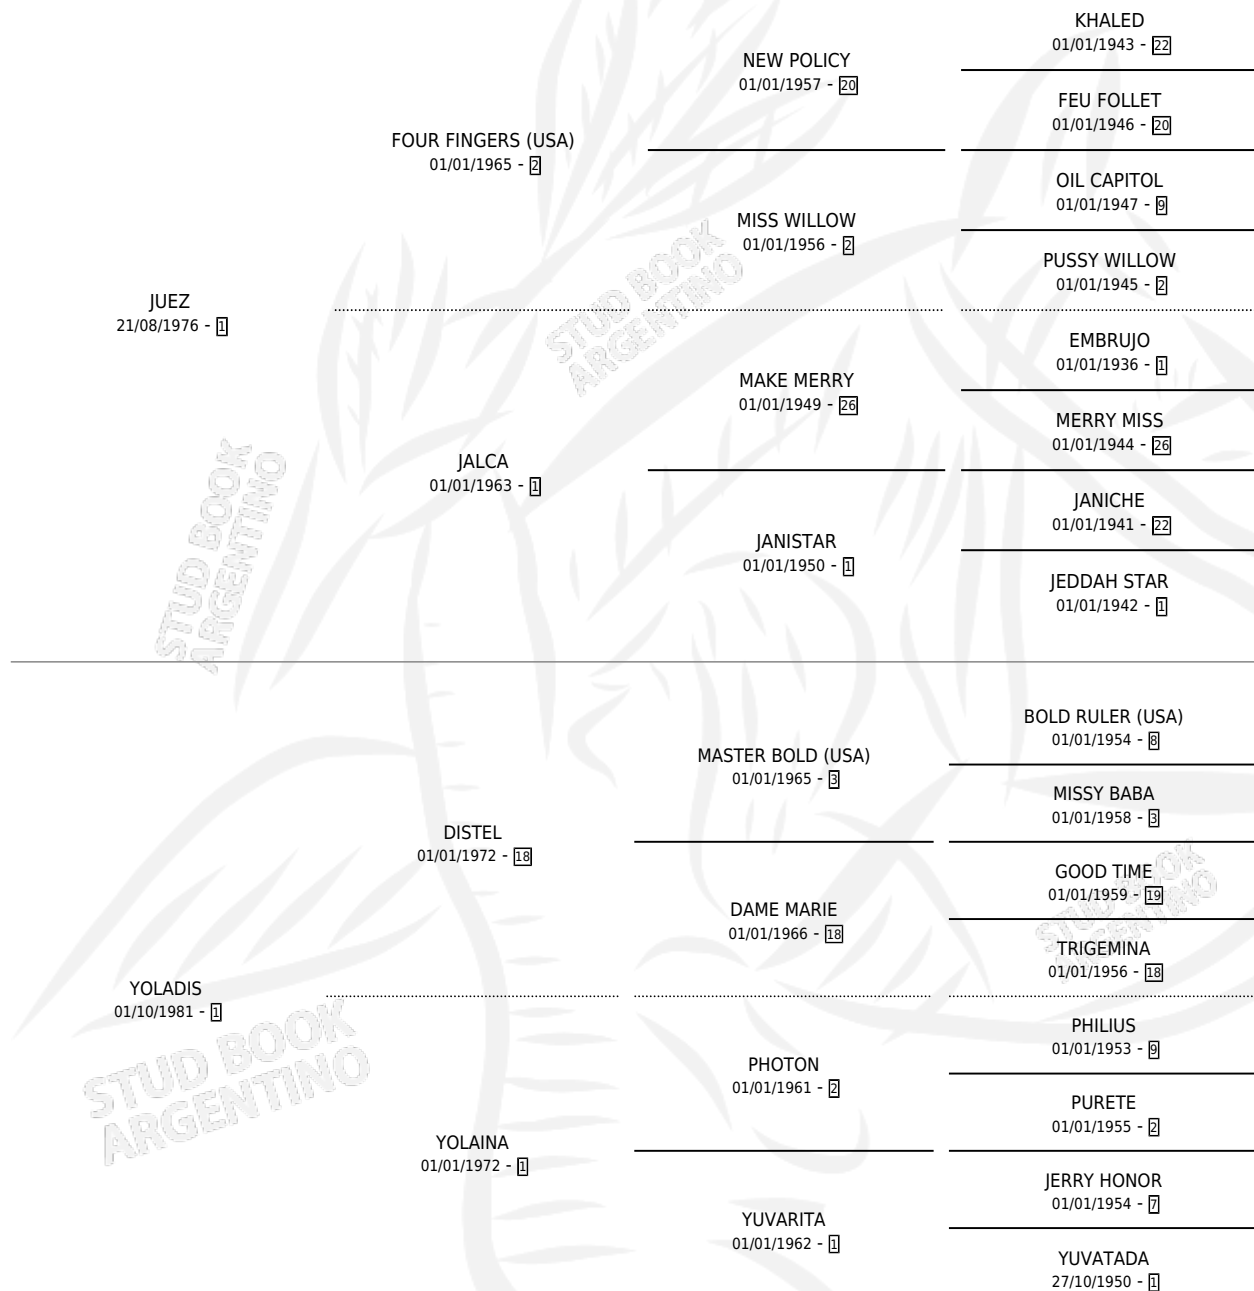 KHALED
01/01/1943 - 22
NEW POLICY
01/01/1957 - 20
FEU FOLLET
01/01/1946 - 20
FOUR FINGERS (USA)
01/01/1965 - 2
OIL CAPITOL
01/01/1947 - 9
MISS WILLOW
01/01/1956 - 2
PUSSY WILLOW
01/01/1945 - 2
JUEZ
21/08/1976 - 1
EMBRUJO
01/01/1936 - 1
MAKE MERRY
01/01/1949 - 26
MERRY MISS
01/01/1944 - 26
JALCA
01/01/1963 - 1
JANICHE
01/01/1941 - 22
JANISTAR
01/01/1950 - 1
JEDDAH STAR
01/01/1942 - 1
BOLD RULER (USA)
01/01/1954 - 8
MASTER BOLD (USA)
01/01/1965 - 3
MISSY BABA
01/01/1958 - 3
DISTEL
01/01/1972 - 18
GOOD TIME
01/01/1959 - 19
DAME MARIE
01/01/1966 - 18
TRIGEMINA
01/01/1956 - 18
YOLADIS
01/10/1981 - 1
PHILIUS
01/01/1953 - 9
PHOTON
01/01/1961 - 2
PURETE
01/01/1955 - 2
YOLAINA
01/01/1972 - 1
JERRY HONOR
01/01/1954 - 7
YUVARITA
01/01/1962 - 1
YUVATADA
27/10/1950 - 1
STUD BOOK
ARGENTINO
STUD BOOK
ARGENTINO
STUD BOOK
ARGENTINO
STUD BOOK
ARGENTINO